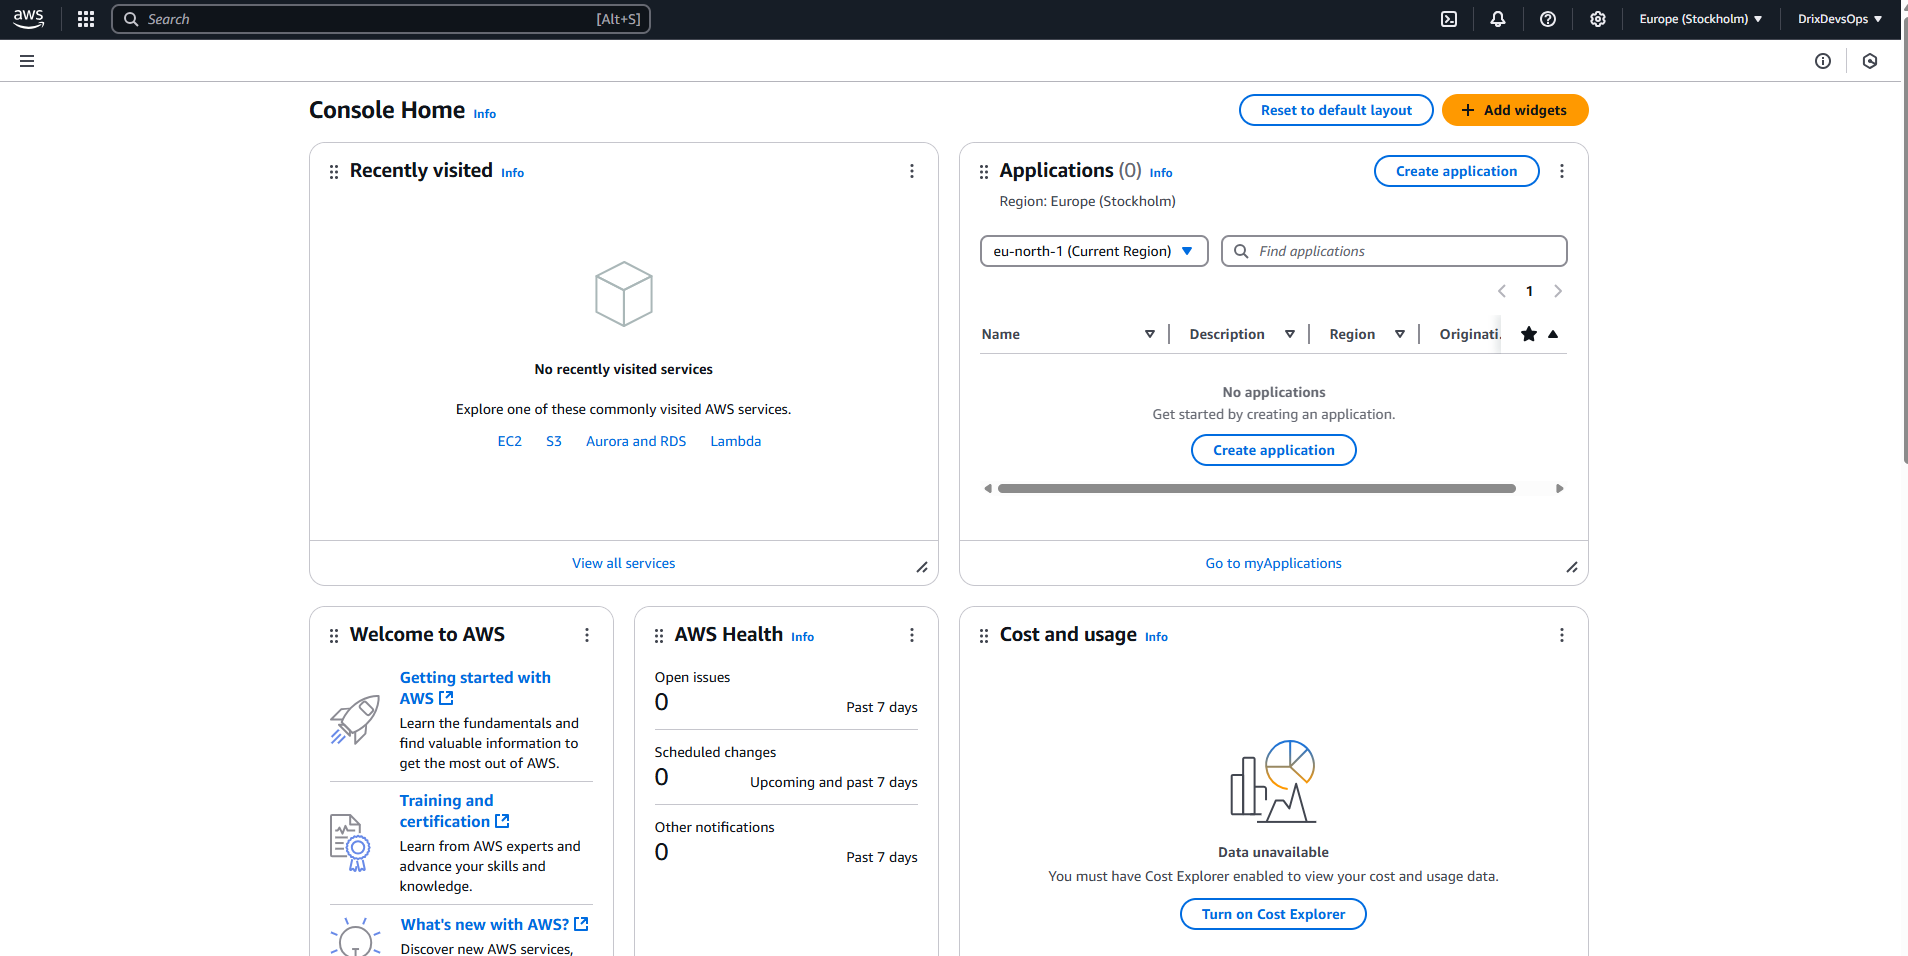 aws
Search [Alt+S]
Europe (Stockholm)
DrixDevsOps
Console Home Info
Reset to default layout
Add widgets
Recently visited Info
No recently visited services
Explore one of these commonly visited AWS services.
EC2 S3 Aurora and RDS Lambda
View all services
Applications (0) Info
Create application
Region: Europe (Stockholm)
eu-north-1 (Current Region)
Find applications
1
Name Description Region Originati.
No applications
Get started by creating an application.
Create application
Go to myApplications
Welcome to AWS
Getting started with
AWS
Learn the fundamentals and
find valuable information to
get the most out of AWS.
Training and
certification
Learn from AWS experts and
advance your skills and
knowledge.
What's new with AWS?
Discover new AWS services,
AWS Health Info
Open issues
0 Past 7 days
Scheduled changes
0 Upcoming and past 7 days
Other notifications
0 Past 7 days
Cost and usage Info
Data unavailable
You must have Cost Explorer enabled to view your cost and usage data.
Turn on Cost Explorer